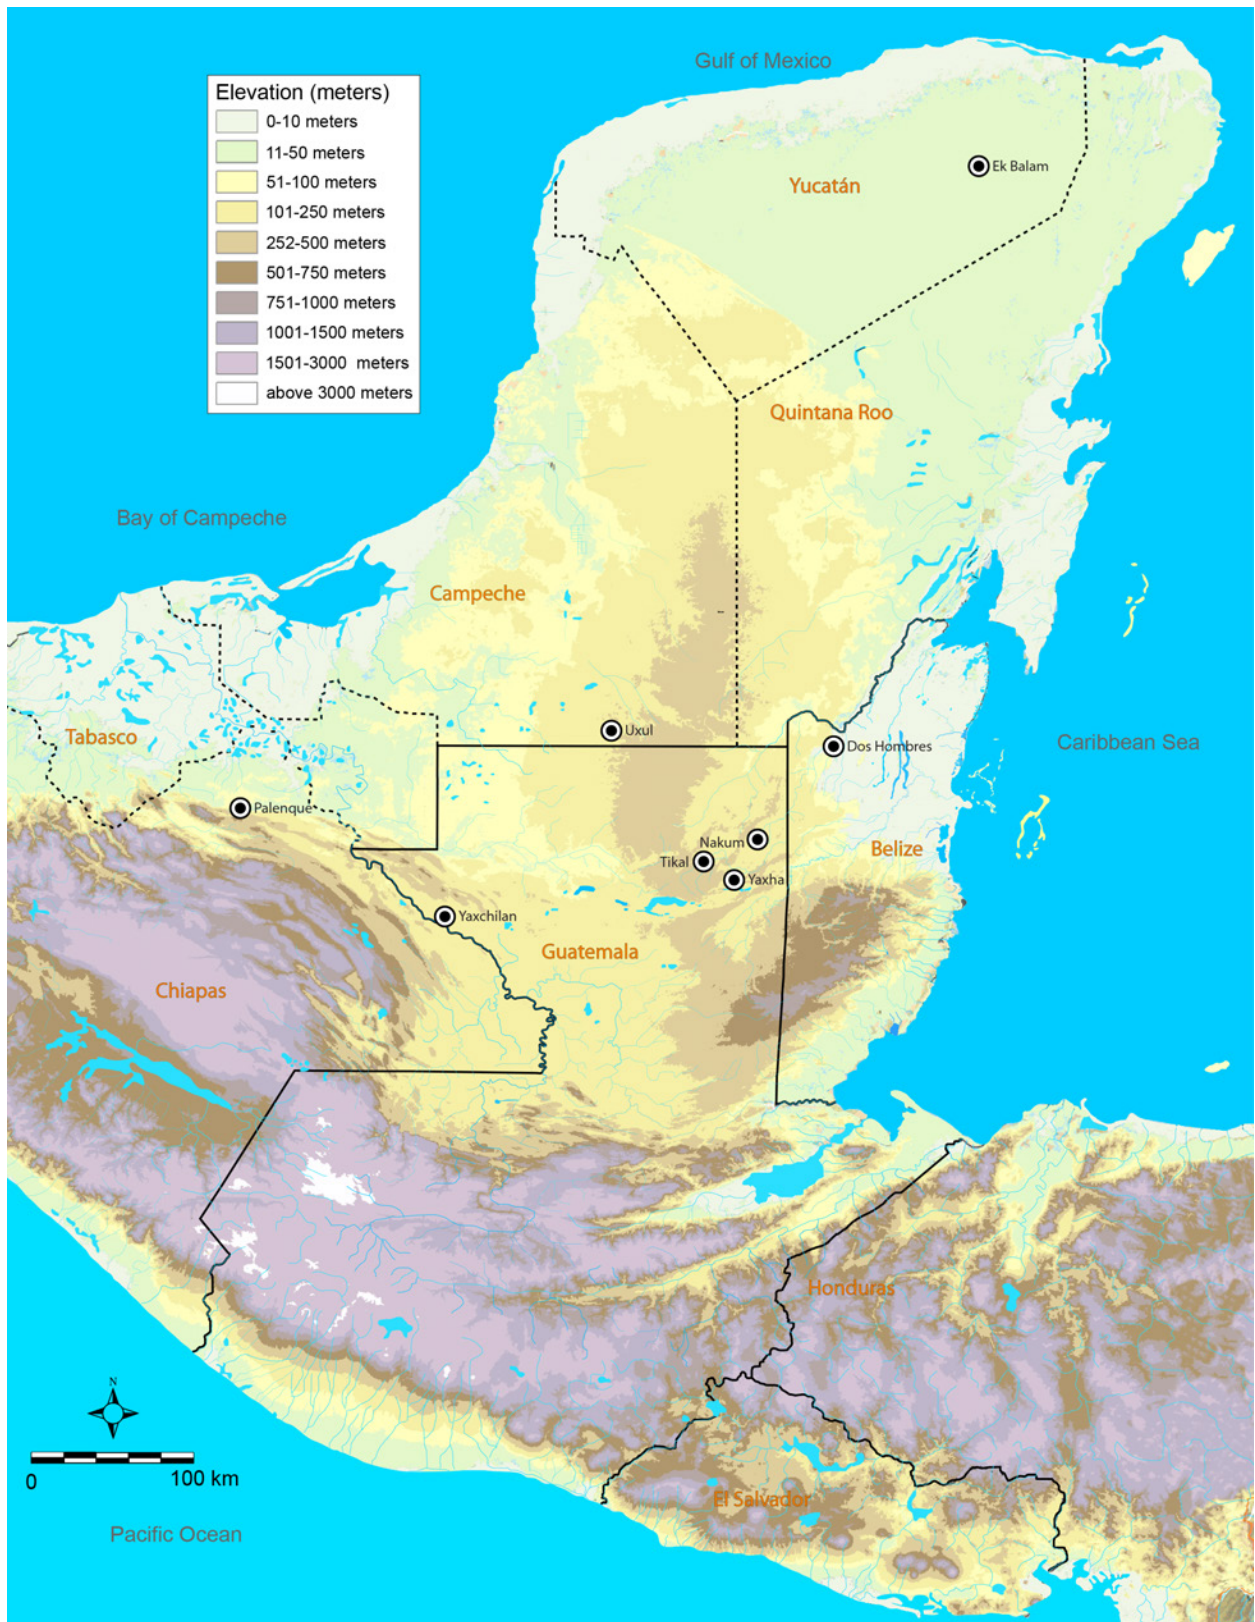 Gulf of Mexico
Elevation (meters)
0-10 meters
11-50 meters
51-100 meters
101-250 meters
252-500 meters
501-750 meters
751-1000 meters
1001-1500 meters
1501-3000 meters
above 3000 meters
Ek Balam
Yucatán
Quintana Roo
Bay of Campeche
Campeche
Tabasco
Uxul
Dos Hombres
Caribbean Sea
Palenque
Nakum
Belize
Tikal
Yaxha
Yaxchilan
Guatemala
Chiapas
Honduras
N
0
100 km
El Salvador
Pacific Ocean